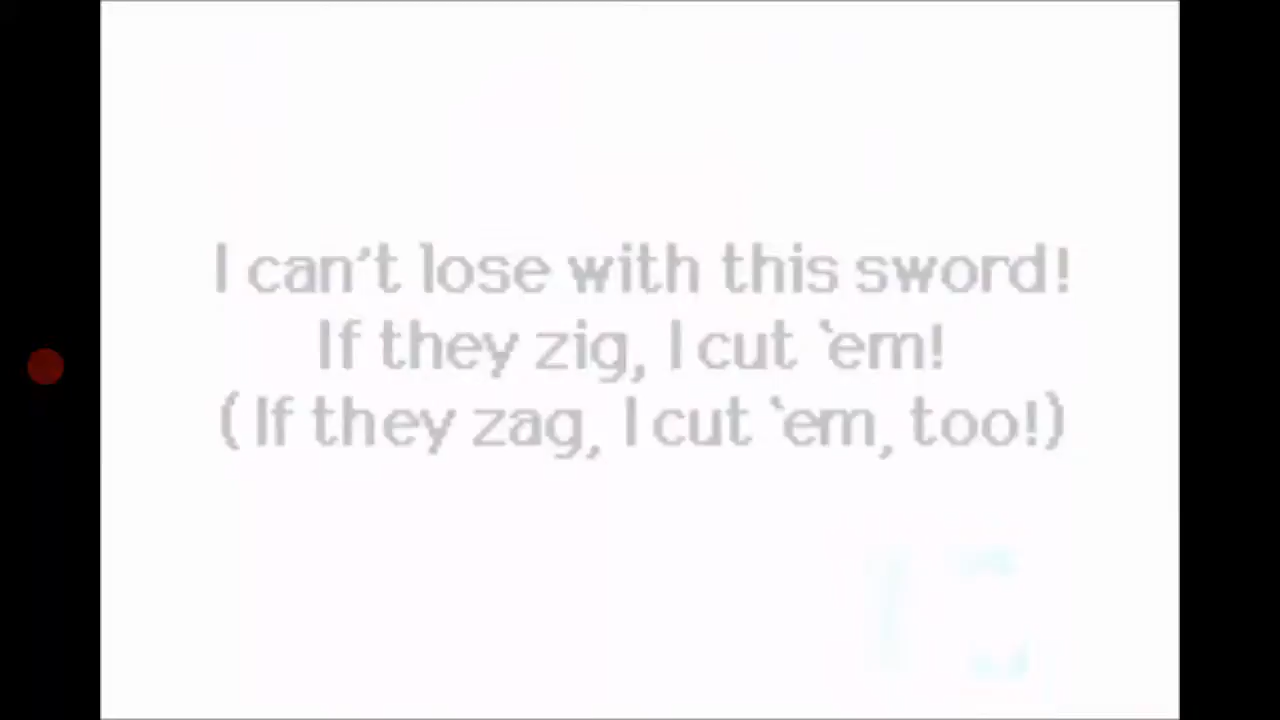 I can't lose with this sword!
If they zig, I cut `em!
(If they zag, I cut `em, too!)